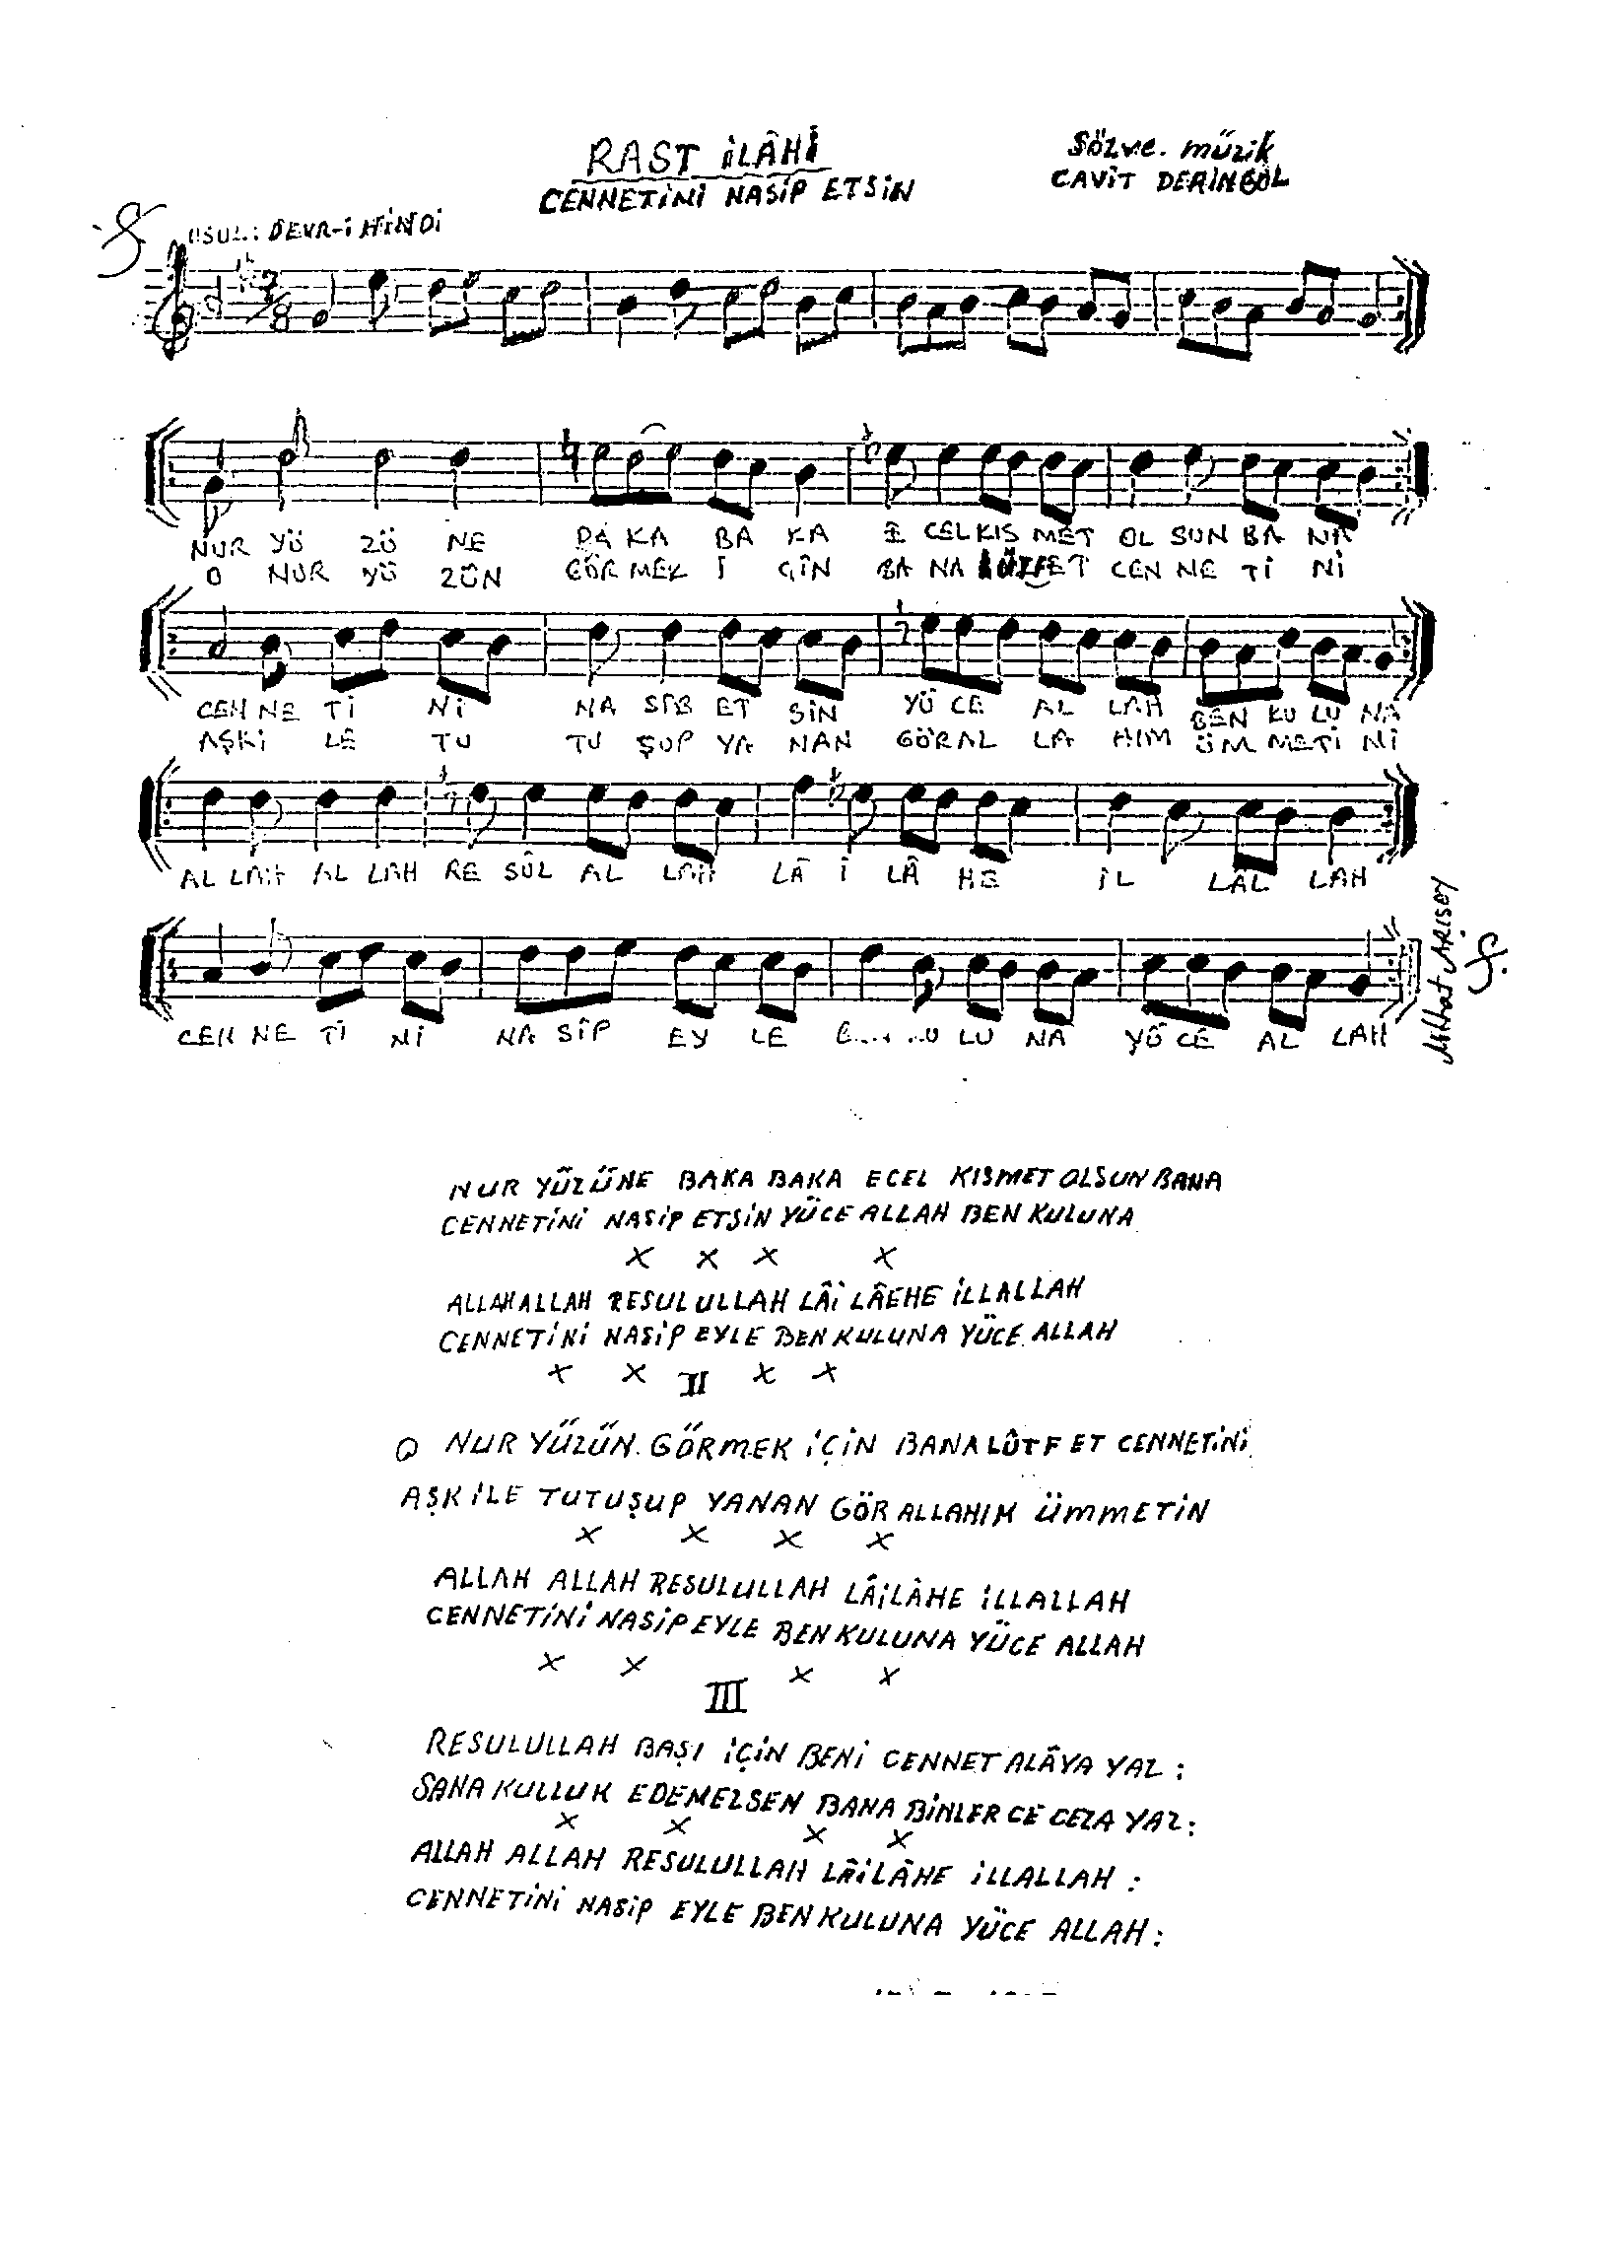 RAST İLÂHİ
Söz ve. müzik
CENNETİNİ NASİP ETSİN
CAVİT DERİNGÖL
USUL: DEVR-İ HİNDİ
7/8
NUR YÜ ZÜ NE BA KA BA KA E CEL KIS MET OL SUN BA NA
O NUR YÜ ZÜN GÖR MEK İ ÇİN BA NA LÜTF ET CEN NE Tİ Nİ
CEN NE Tİ Nİ NA SİB ET SİN YÜ CE AL LAH BEN KU LU NA
AŞKİ LE TU TU ŞUP YA NAN GÖR AL LA HIM ÜM METİ Nİ
AL LAH AL LAH RE SÛL AL LAH LÂ İ LÂ HE İL LÂL LAH
CEN NE Tİ Nİ NA SİP EY LE LU NA YÜ CE AL LAH
Mithat ARISOY
NUR YÜZÜNE BAKA BAKA ECEL KISMET OLSUN BANA
CENNETİNİ NASİP ETSİN YÜCE ALLAH BEN KULUNA
X X X X
ALLAH ALLAH RESUL ULLAH LÂİ LÂEHE İLLALLAH
CENNETİNİ NASİP EYLE BEN KULUNA YÜCE ALLAH
X X II X X
O NUR YÜZÜN. GÖRMEK İÇİN BANA LÛTF ET CENNETİNİ
AŞK İLE TUTUŞUP YANAN GÖR ALLAHIM ÜMMETİN
X X X X
ALLAH ALLAH RESULULLAH LÂİLÂHE İLLALLAH
CENNETİNİ NASİP EYLE BEN KULUNA YÜCE ALLAH
X X X X
III
RESULULLAH BAŞI İÇİN BENİ CENNET ALÂYA YAZ :
SANA KULLUK EDEMEZSEN BANA BİNLER CE CEZA YAZ :
X X X X
ALLAH ALLAH RESULULLAH LÂİLÂHE İLLALLAH :
CENNETİNİ NASİP EYLE BEN KULUNA YÜCE ALLAH :